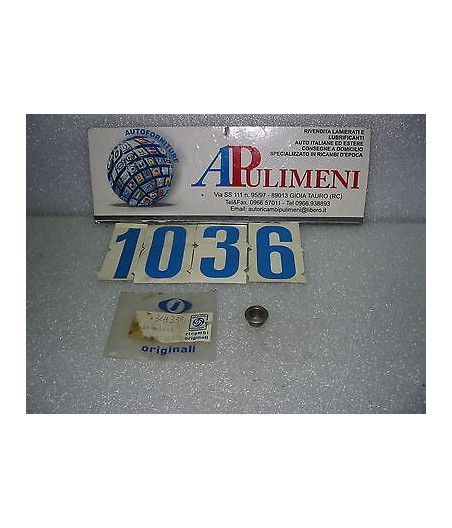 AUTOFORNITURE
RIVENDITA LAMIERATI E
LUBRIFICANTI
AUTO ITALIANE ED ESTERE
CONSEGNE A DOMICILIO
SPECIALIZZATO IN RICAMBI D'EPOCA
APULIMENI
Via SS 111 n. 95/97 - 89013 GIOIA TAURO (RC)
Tel&Fax. 0966 57011 - Tel 0966.938893
Email: autoricambipulimeni@libero.it
1036
ricambi
originali
originali